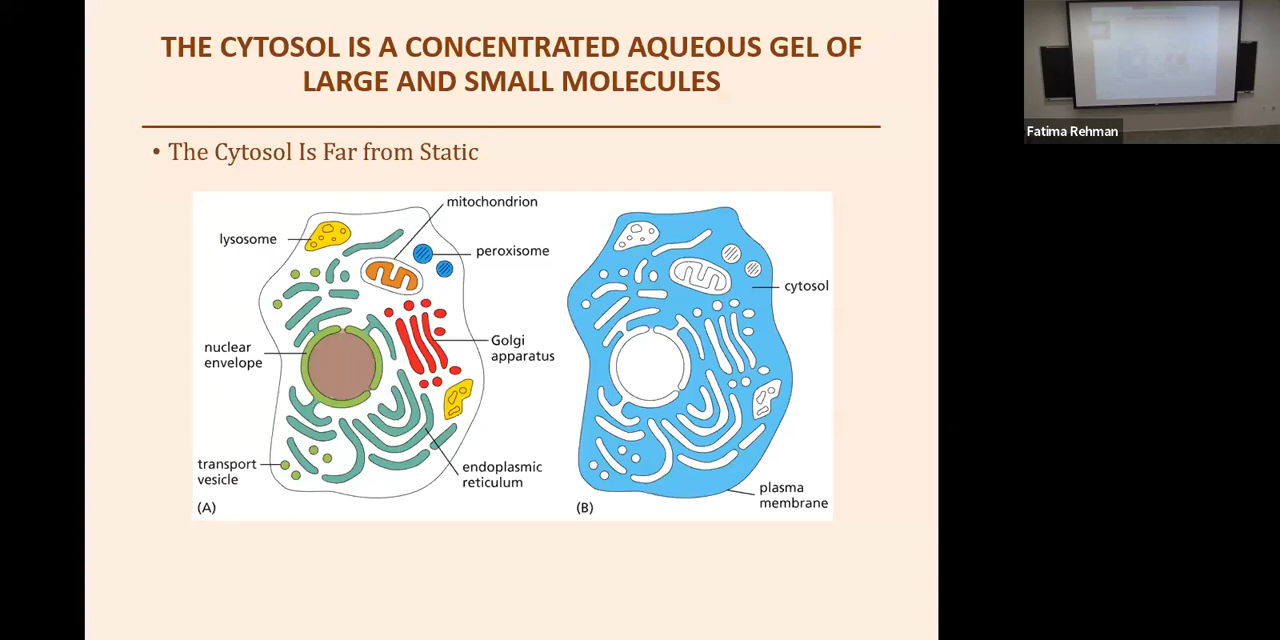 THE CYTOSOL IS A CONCENTRATED AQUEOUS GEL OF
LARGE AND SMALL MOLECULES
• The Cytosol Is Far from Static
mitochondrion
lysosome
peroxisome
nuclear
envelope
Golgi
apparatus
transport
vesicle
endoplasmic
reticulum
(A)
cytosol
plasma
membrane
(B)
Fatima Rehman